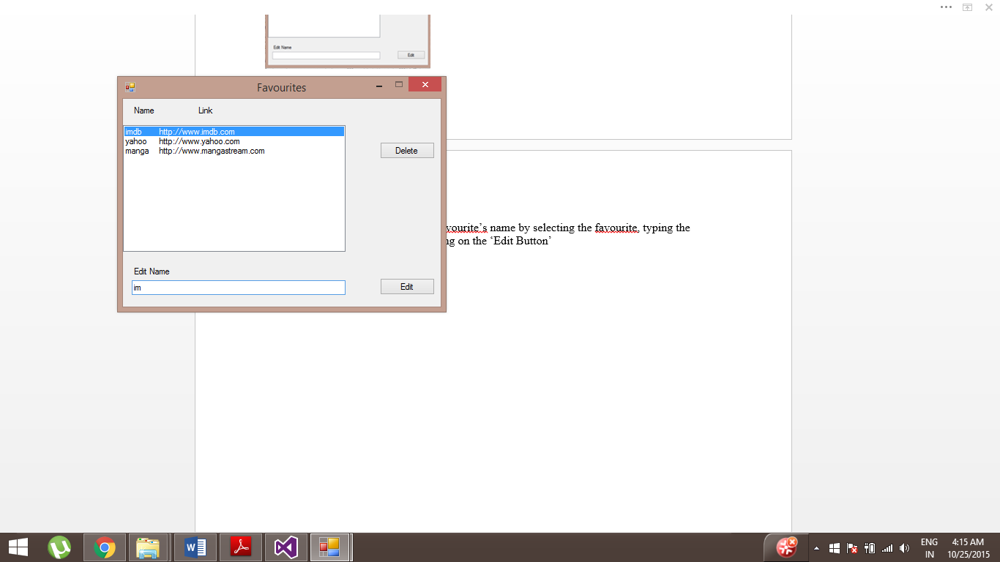 Edit Name
Edit
Favourites
Name Link
imdb http://www.imdb.com
yahoo http://www.yahoo.com
manga http://www.mangastream.com
Delete
Edit Name
im
Edit
vourite’s name by selecting the favourite, typing the
ng on the ‘Edit Button’
ENG 4:15 AM
IN 10/25/2015